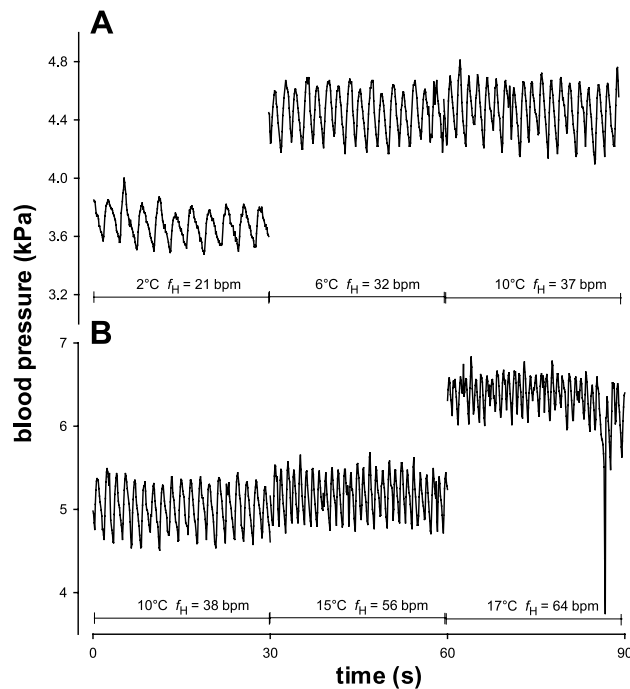 A
4.8
4.4
4.0
3.6
3.2
2°C fH = 21 bpm
6°C fH = 32 bpm
10°C fH = 37 bpm
blood pressure (kPa)
B
7
6
5
4
10°C fH = 38 bpm
15°C fH = 56 bpm
17°C fH = 64 bpm
0
30
60
90
time (s)